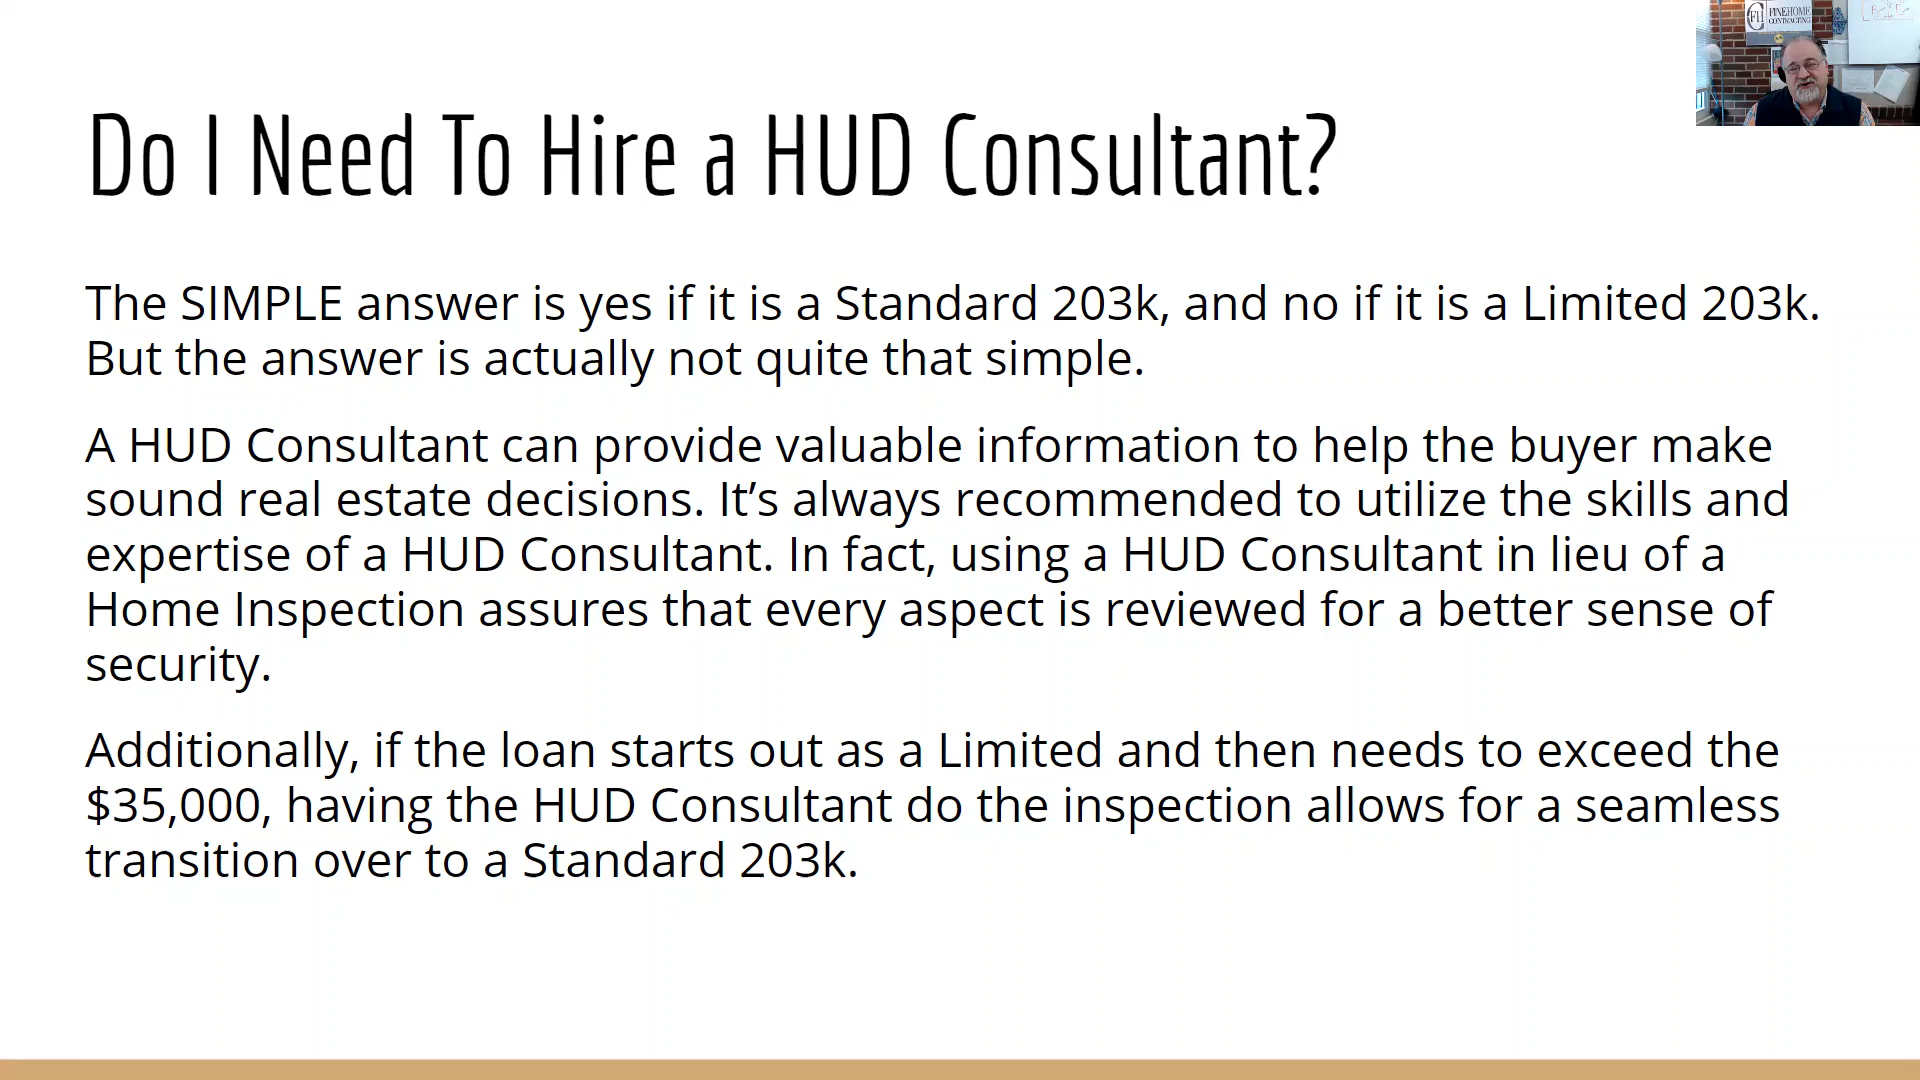 FINEHOME
CONTRACTING
Do I Need To Hire a HUD Consultant?
The SIMPLE answer is yes if it is a Standard 203k, and no if it is a Limited 203k.
But the answer is actually not quite that simple.
A HUD Consultant can provide valuable information to help the buyer make
sound real estate decisions. It’s always recommended to utilize the skills and
expertise of a HUD Consultant. In fact, using a HUD Consultant in lieu of a
Home Inspection assures that every aspect is reviewed for a better sense of
security.
Additionally, if the loan starts out as a Limited and then needs to exceed the
$35,000, having the HUD Consultant do the inspection allows for a seamless
transition over to a Standard 203k.